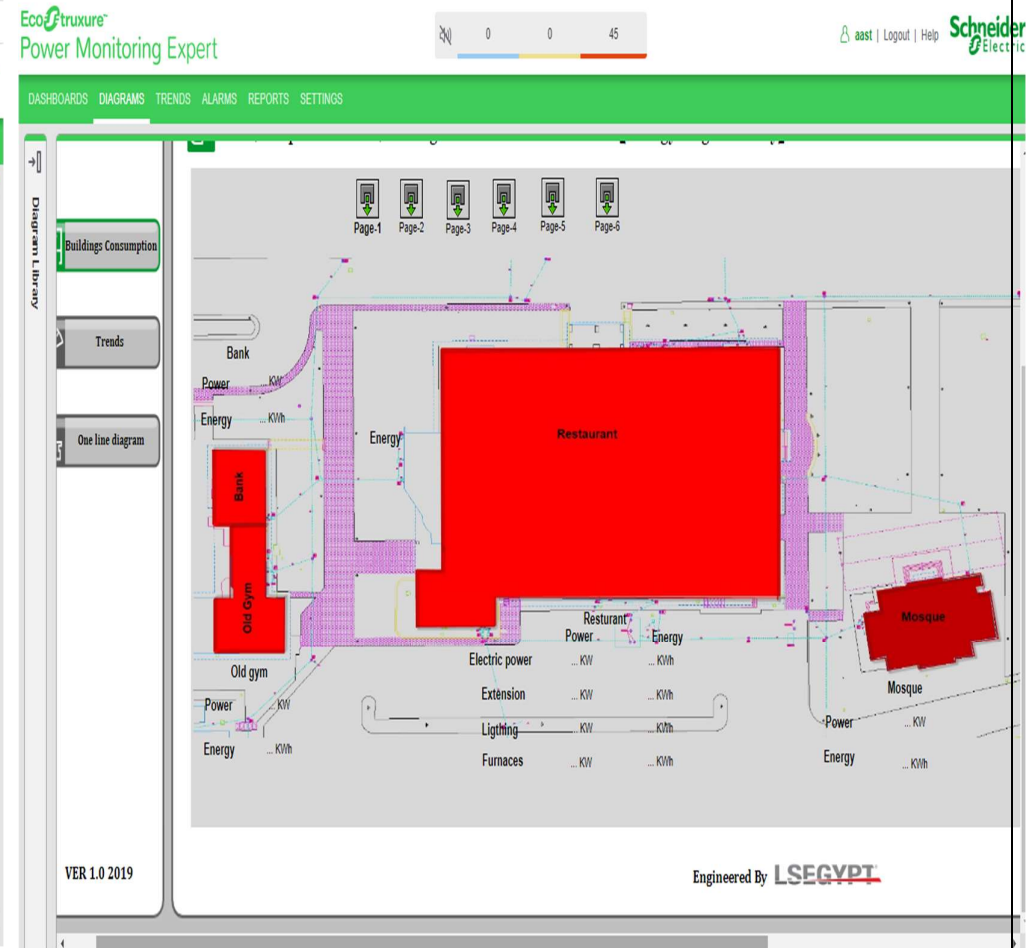 EcoStruxure™
Power Monitoring Expert
0 0 45
aast | Logout | Help
Schneider
Electric
DASHBOARDS DIAGRAMS TRENDS ALARMS REPORTS SETTINGS
Diagram Library
Buildings Consumption
Trends
One line diagram
VER 1.0 2019
Page-1 Page-2 Page-3 Page-4 Page-5 Page-6
Bank
Power ... KW
Energy ... KWh
Energy
Restaurant
Bank
Old Gym
Old gym
Power ... KW
Energy ... KWh
Resturant
Power Energy
Electric power ... KW ... KWh
Extension ... KW ... KWh
Ligthing ... KW ... KWh
Furnaces ... KW ... KWh
Mosque
Mosque
Power ... KW
Energy ... KWh
Engineered By LSEGYPT